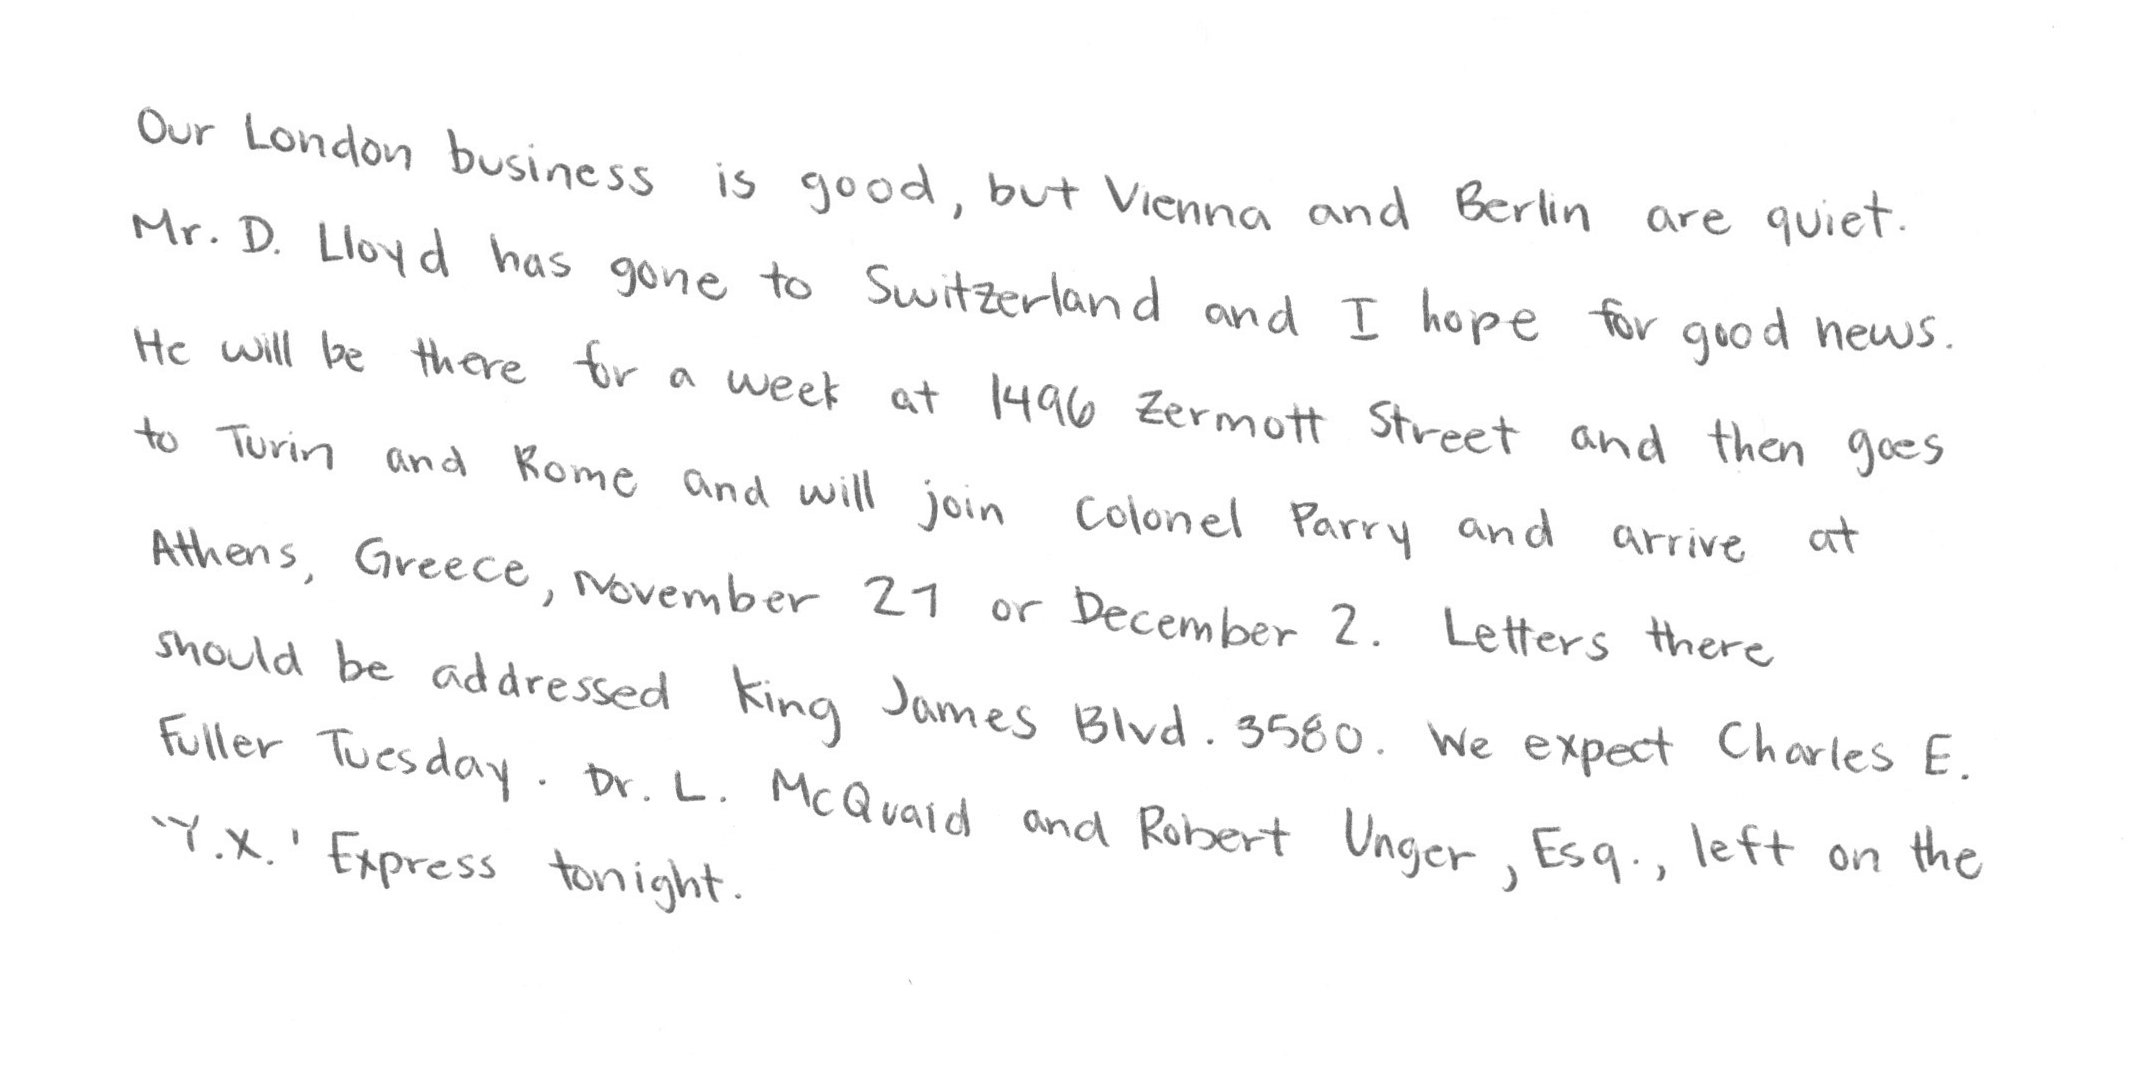 Our London business is good, but Vienna and Berlin are quiet.
Mr. D. Lloyd has gone to Switzerland and I hope for good news.
He will be there for a week at 1496 Zermott Street and then goes
to Turin and Rome and will join Colonel Parry and arrive at
Athens, Greece, November 27 or December 2. Letters there
should be addressed King James Blvd. 3580. We expect Charles E.
Fuller Tuesday. Dr. L. McQuaid and Robert Unger, Esq., left on the
'Y.X.' Express tonight.